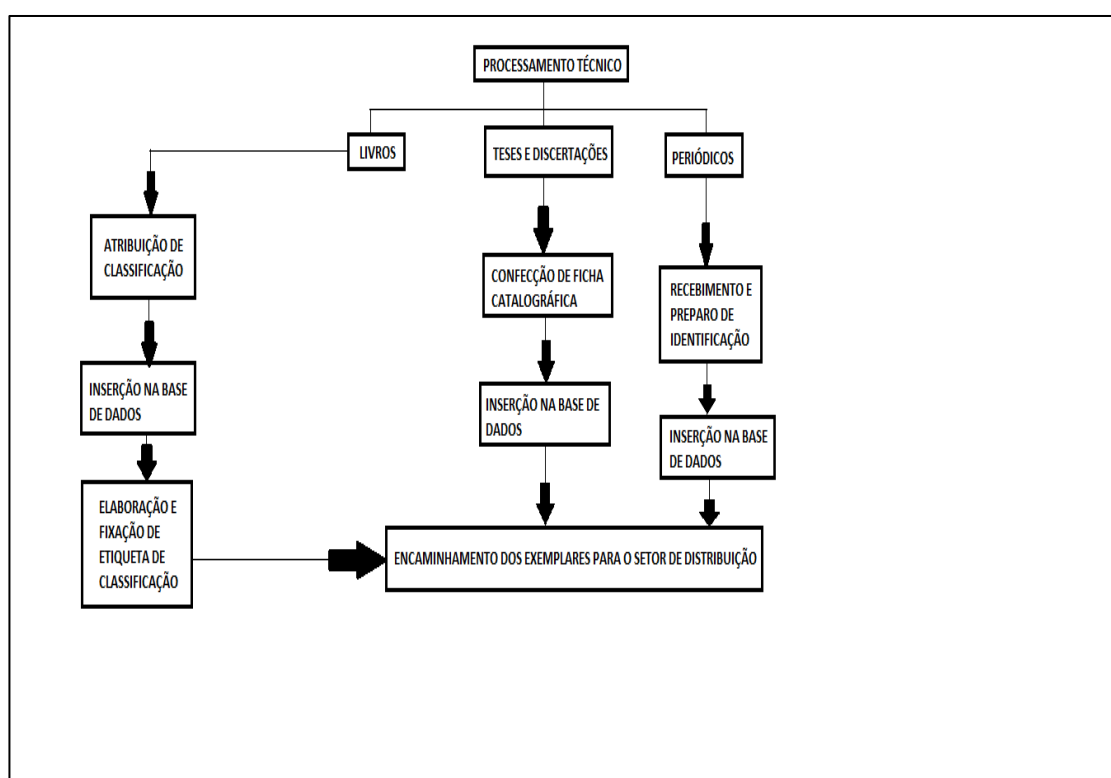 PROCESSAMENTO TÉCNICO
LIVROS
TESES E DISCERTAÇÕES
PERIÓDICOS
ATRIBUIÇÃO DE
CLASSIFICAÇÃO
CONFECÇÃO DE FICHA
CATALOGRÁFICA
RECEBIMENTO E
PREPARO DE
IDENTIFICAÇÃO
INSERÇÃO NA BASE
DE DADOS
INSERÇÃO NA BASE DE
DADOS
INSERÇÃO NA BASE
DE DADOS
ELABORAÇÃO E
FIXAÇÃO DE
ETIQUETA DE
CLASSIFICAÇÃO
ENCAMINHAMENTO DOS EXEMPLARES PARA O SETOR DE DISTRIBUIÇÃO